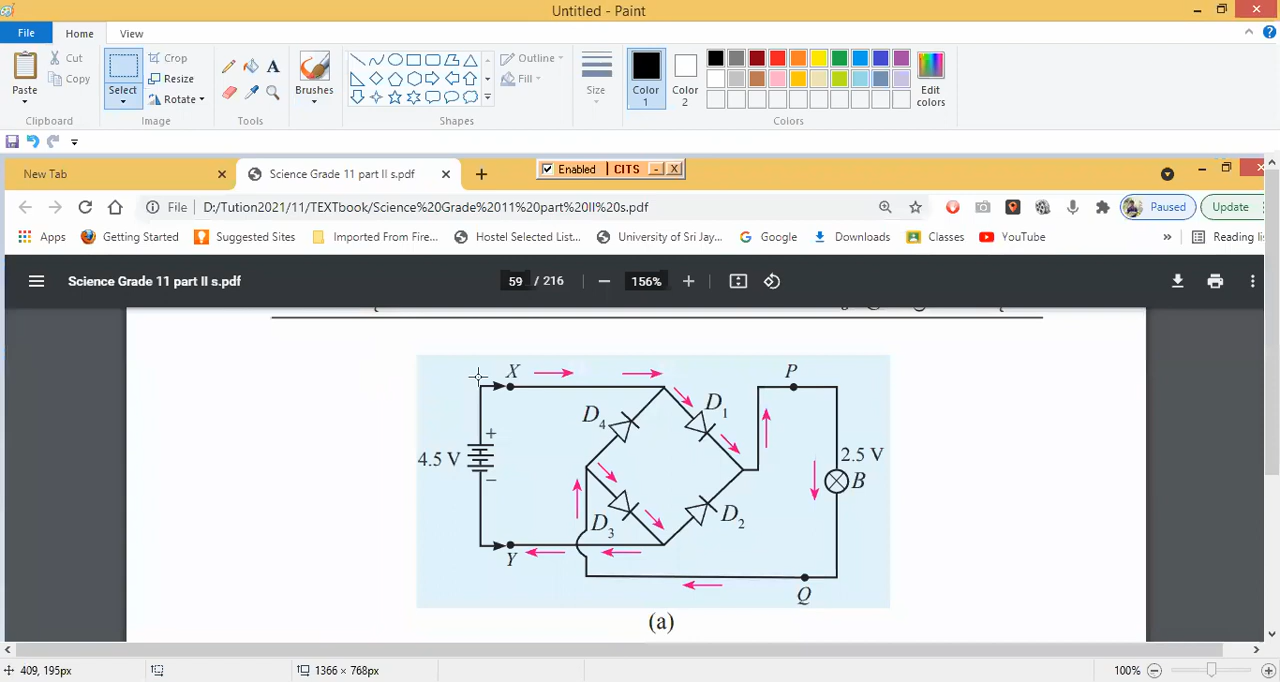 Untitled - Paint
File Home View
Paste
Cut
Copy
Clipboard
Select
Crop
Resize
Rotate
Image
A
Tools
Brushes
Outline
Fill
Shapes
Size
Color 1
Color 2
Edit colors
Colors
New Tab
Science Grade 11 part II s.pdf
Enabled | CITS
File D:/Tution2021/11/TEXTbook/Science%20Grade%2011%20part%20II%20s.pdf
Paused
Update
Apps Getting Started Suggested Sites Imported From Fire... Hostel Selected List... University of Sri Jay... Google Downloads Classes YouTube » Reading lis
Science Grade 11 part II s.pdf
59 / 216
156%
X
P
D4
D1
+
4.5 V
−
2.5 V
B
D3
D2
Y
Q
(a)
409, 195px
1366 × 768px
100%